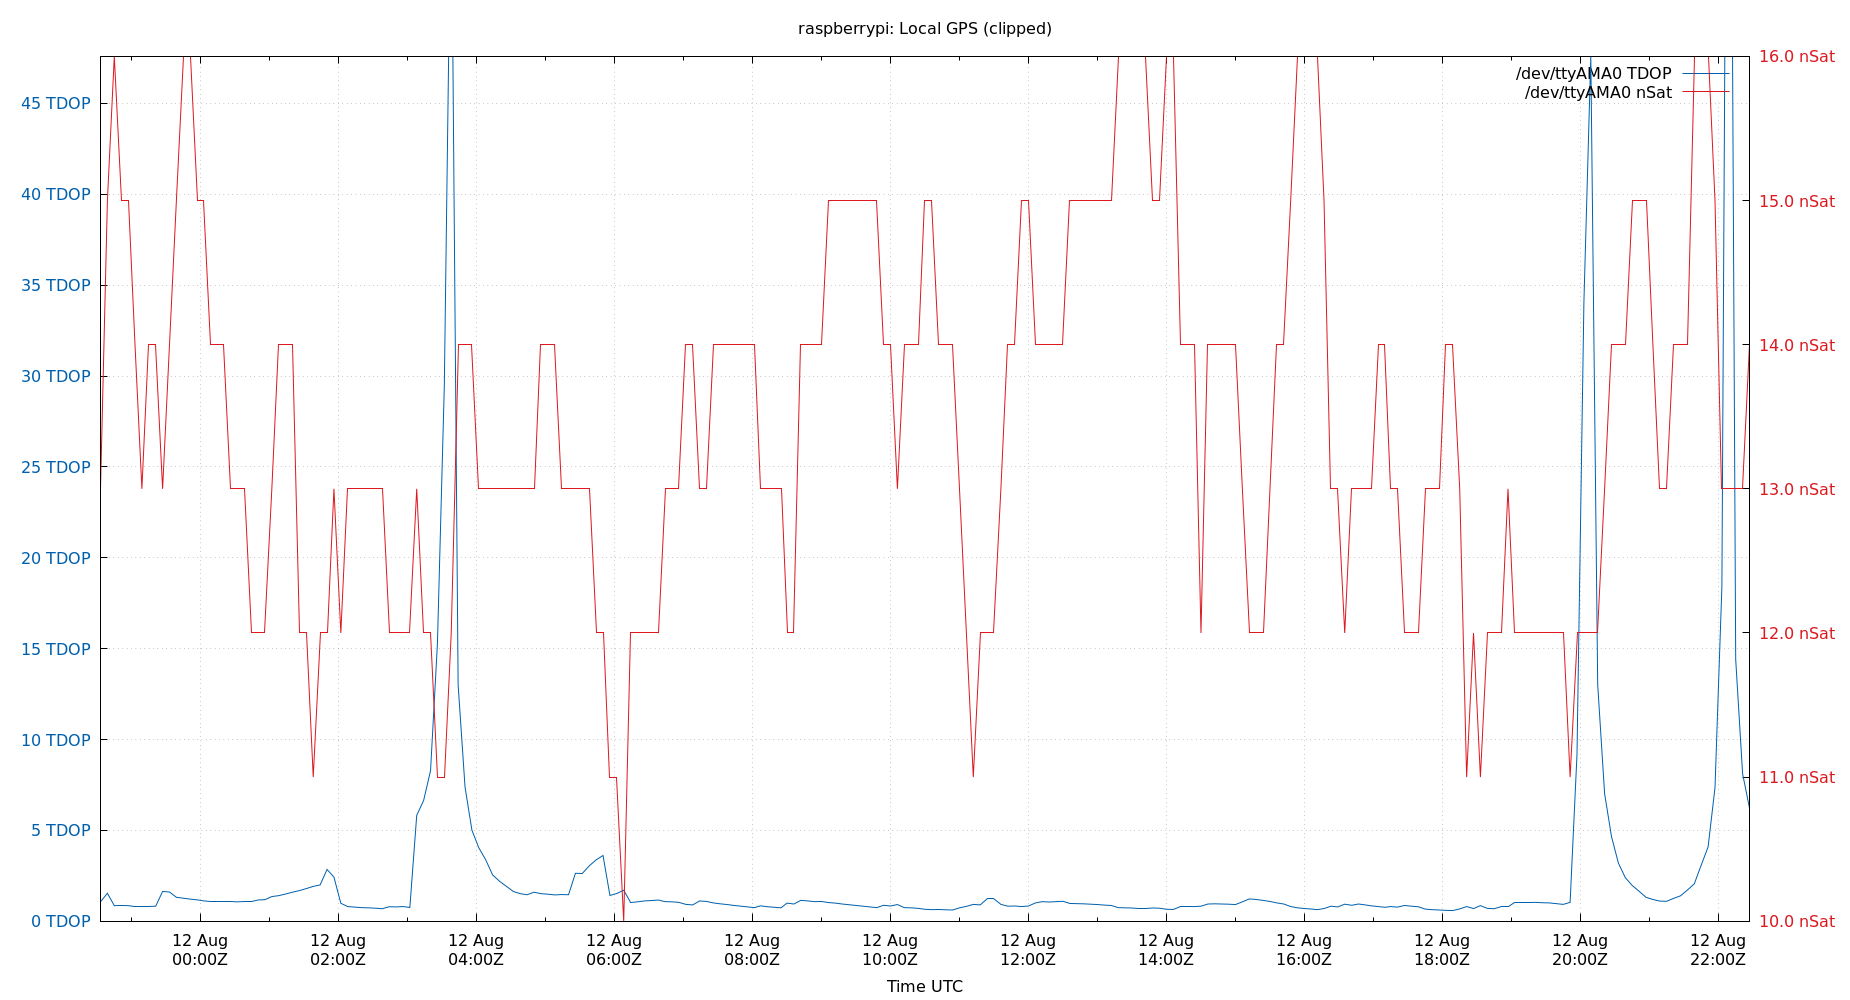 raspberrypi: Local GPS (clipped)
/dev/ttyAMA0 TDOP
/dev/ttyAMA0 nSat
45 TDOP
40 TDOP
35 TDOP
30 TDOP
25 TDOP
20 TDOP
15 TDOP
10 TDOP
5 TDOP
0 TDOP
16.0 nSat
15.0 nSat
14.0 nSat
13.0 nSat
12.0 nSat
11.0 nSat
10.0 nSat
12 Aug 12 Aug 12 Aug 12 Aug 12 Aug 12 Aug 12 Aug 12 Aug 12 Aug 12 Aug 12 Aug 12 Aug
00:00Z 02:00Z 04:00Z 06:00Z 08:00Z 10:00Z 12:00Z 14:00Z 16:00Z 18:00Z 20:00Z 22:00Z
Time UTC